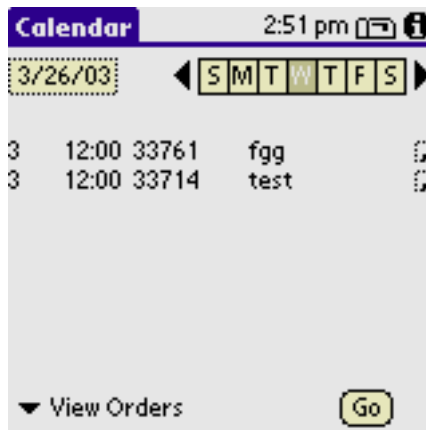 Calendar 2:51 pm
3/26/03 S M T W T F S
3 12:00 33761 fgg
3 12:00 33714 test
View Orders Go